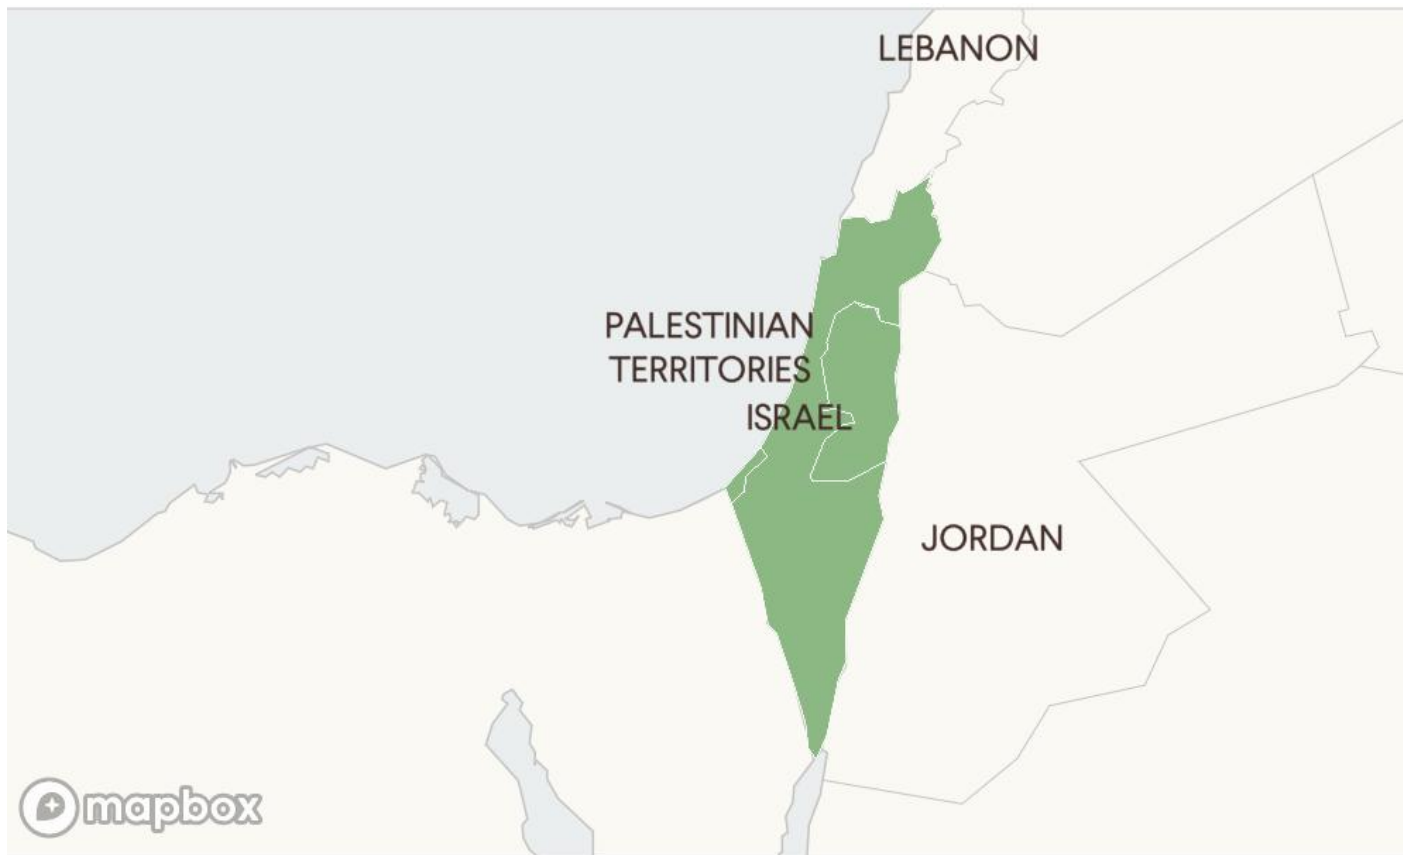 LEBANON
PALESTINIAN
TERRITORIES
ISRAEL
JORDAN
mapbox